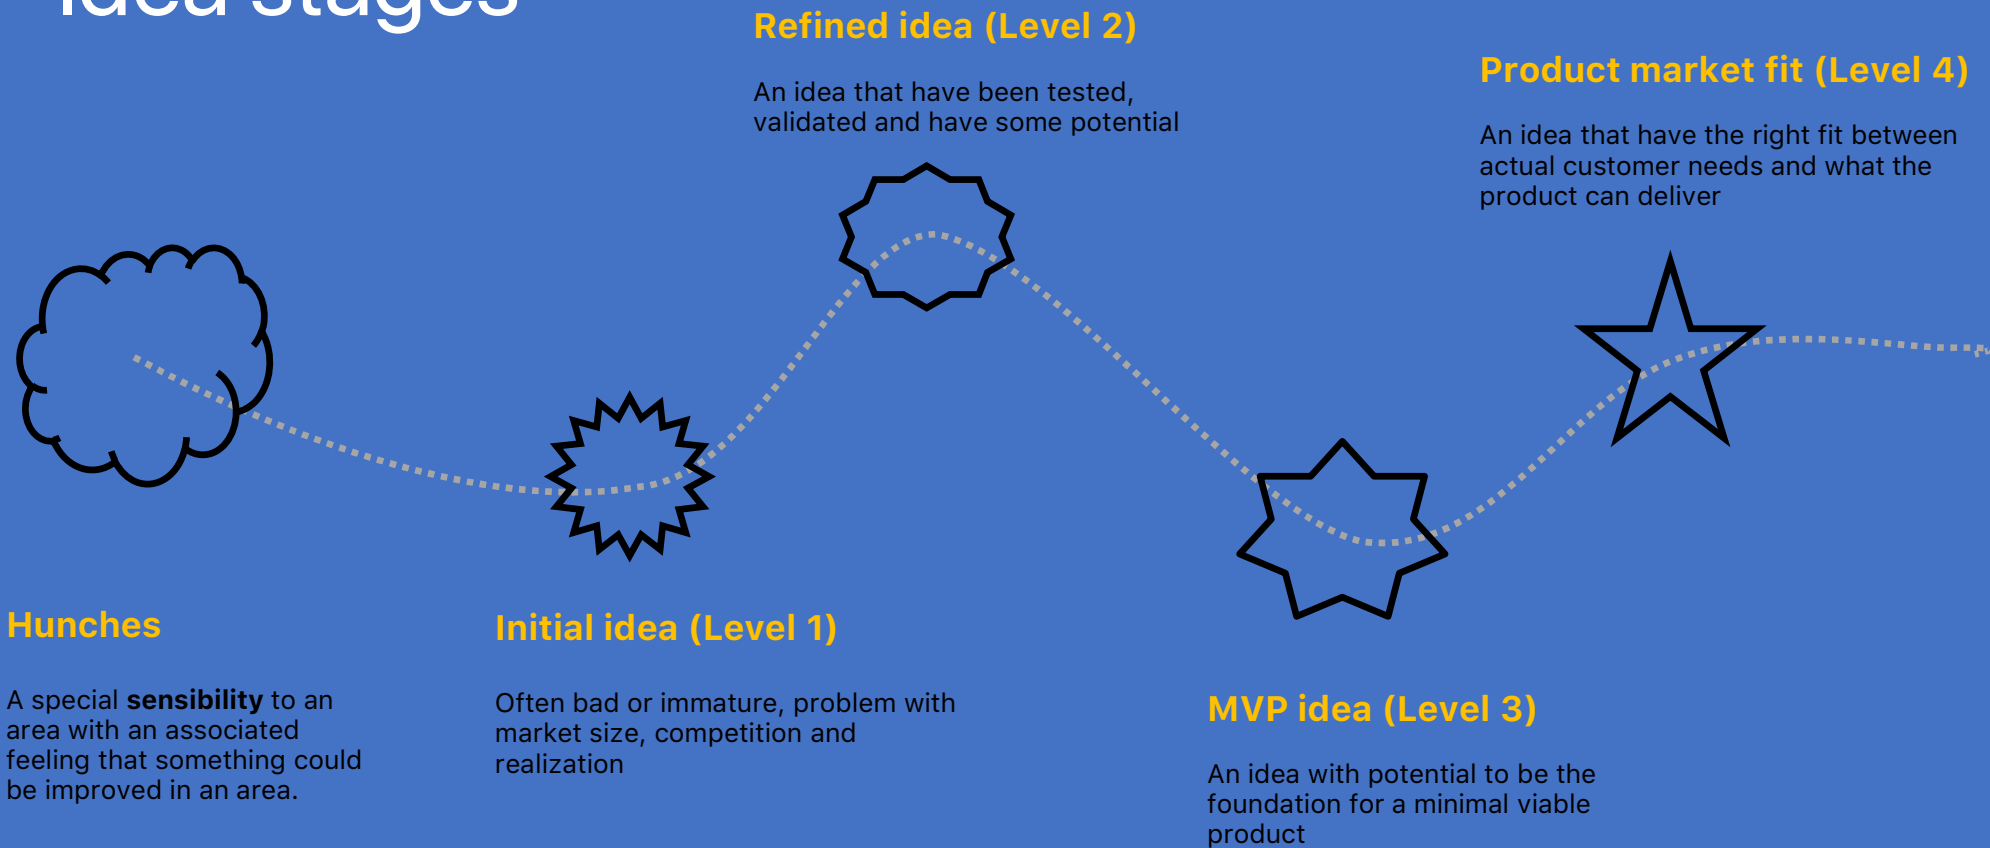 Idea stages
Refined idea (Level 2)
An idea that have been tested,
validated and have some potential
Product market fit (Level 4)
An idea that have the right fit between
actual customer needs and what the
product can deliver
Hunches
A special sensibility to an
area with an associated
feeling that something could
be improved in an area.
Initial idea (Level 1)
Often bad or immature, problem with
market size, competition and
realization
MVP idea (Level 3)
An idea with potential to be the
foundation for a minimal viable
product